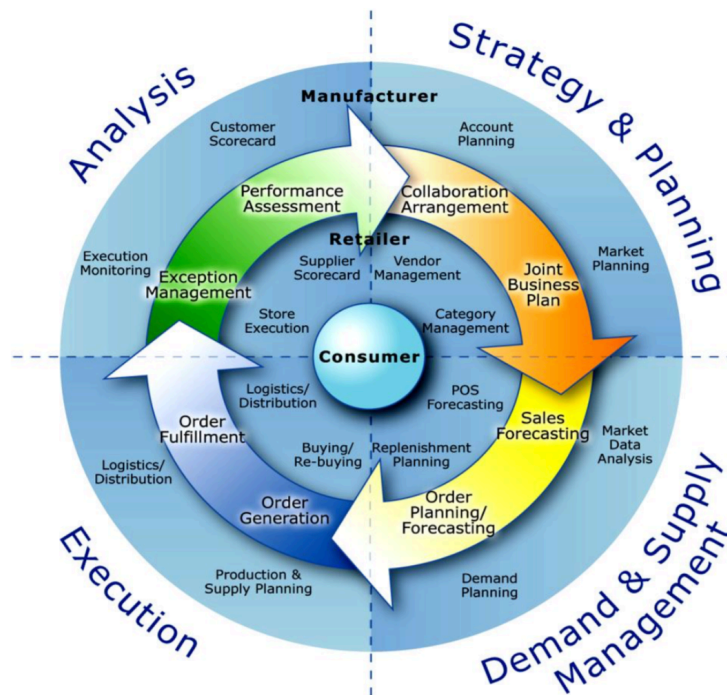 Analysis
Strategy & Planning
Manufacturer
Customer
Scorecard
Account
Planning
Performance
Assessment
Collaboration
Arrangement
Retailer
Execution
Monitoring
Exception
Management
Supplier
Scorecard
Vendor
Management
Joint
Business
Plan
Market
Planning
Store
Execution
Category
Management
Consumer
Logistics/
Distribution
POS
Forecasting
Order
Fulfillment
Sales
Forecasting
Market
Data
Analysis
Logistics/
Distribution
Buying/
Re-buying
Replenishment
Planning
Order
Generation
Order
Planning/
Forecasting
Production &
Supply Planning
Demand
Planning
Execution
Demand & Supply
Management